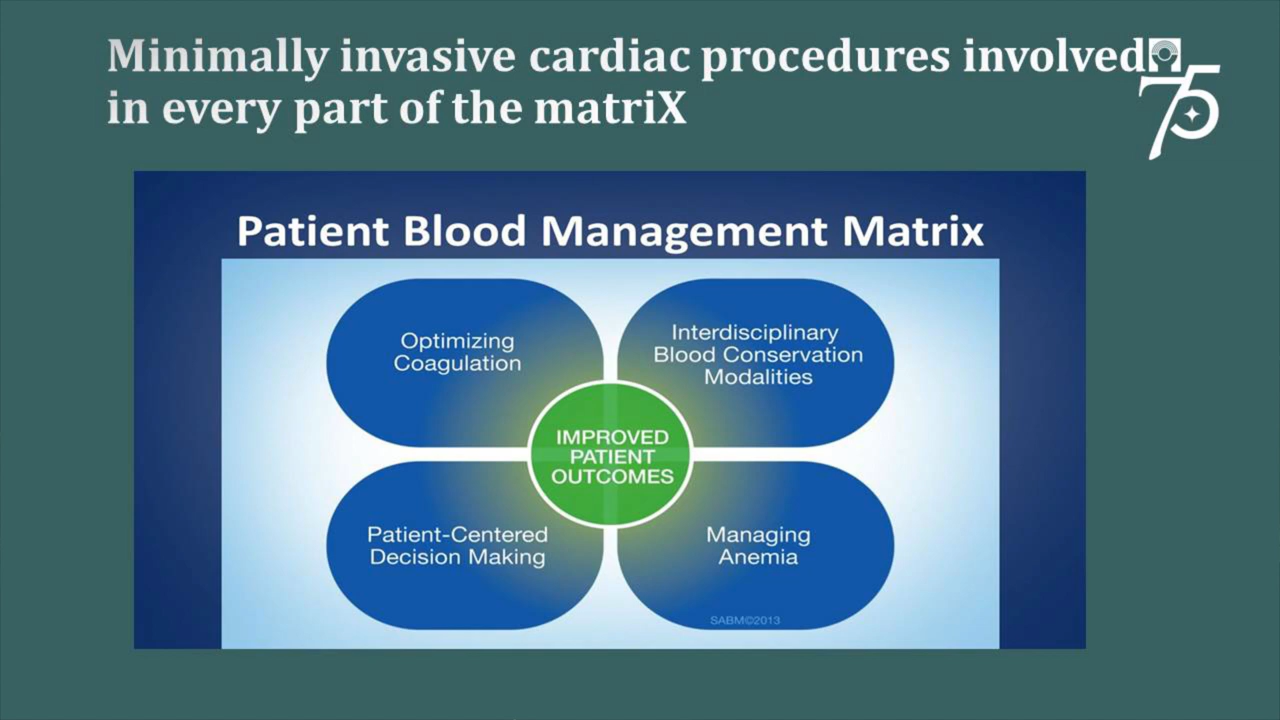 Minimally invasive cardiac procedures involved
in every part of the matriX
75
Patient Blood Management Matrix
Optimizing
Coagulation
Interdisciplinary
Blood Conservation
Modalities
IMPROVED
PATIENT
OUTCOMES
Patient-Centered
Decision Making
Managing
Anemia
SABM©2013